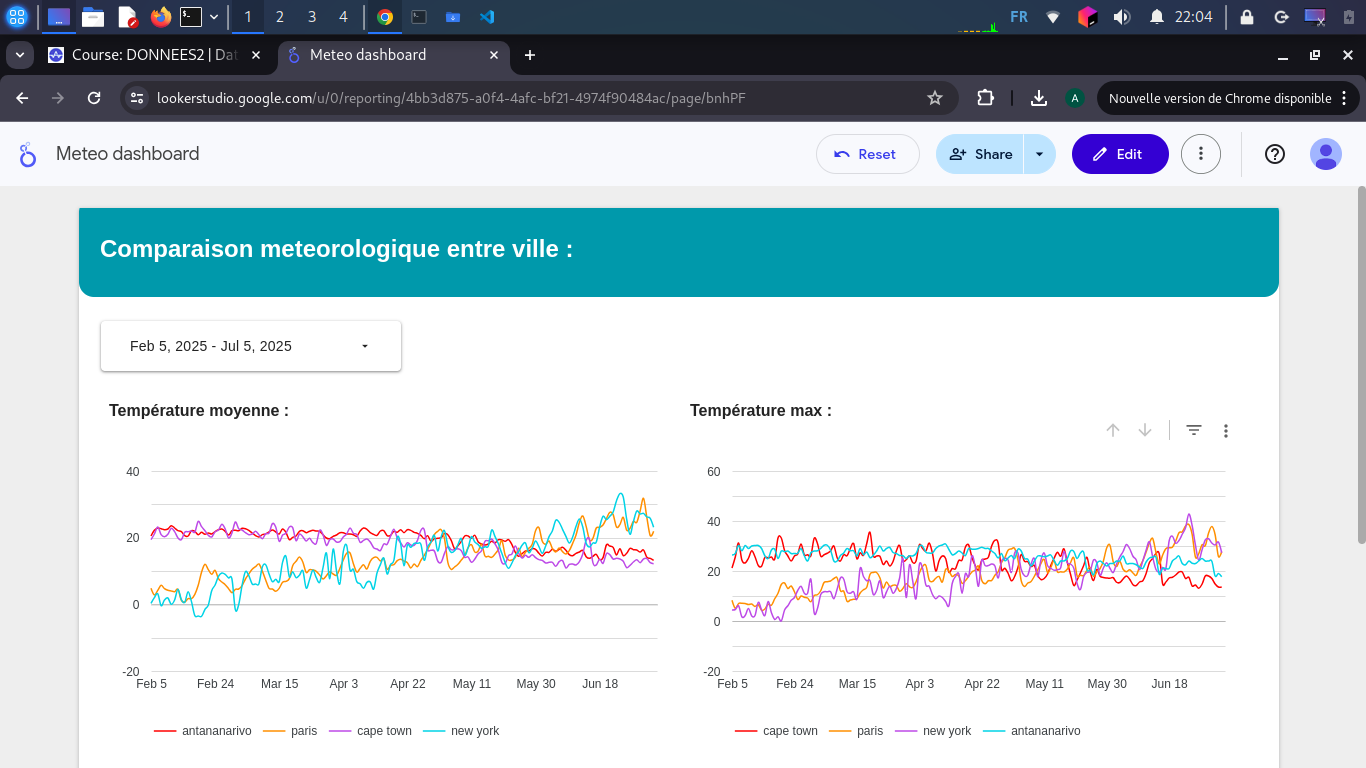 1 2 3 4 FR 22:04
Course: DONNEES2 | Dat
Meteo dashboard
lookerstudio.google.com/u/0/reporting/4bb3d875-a0f4-4afc-bf21-4974f90484ac/page/bnhPF
A
Nouvelle version de Chrome disponible
Meteo dashboard
Reset
Share
Edit
Comparaison meteorologique entre ville :
Feb 5, 2025 - Jul 5, 2025
Température moyenne :
40
20
0
-20
Feb 5 Feb 24 Mar 15 Apr 3 Apr 22 May 11 May 30 Jun 18
antananarivo paris cape town new york
Température max :
60
40
20
0
-20
Feb 5 Feb 24 Mar 15 Apr 3 Apr 22 May 11 May 30 Jun 18
cape town paris new york antananarivo